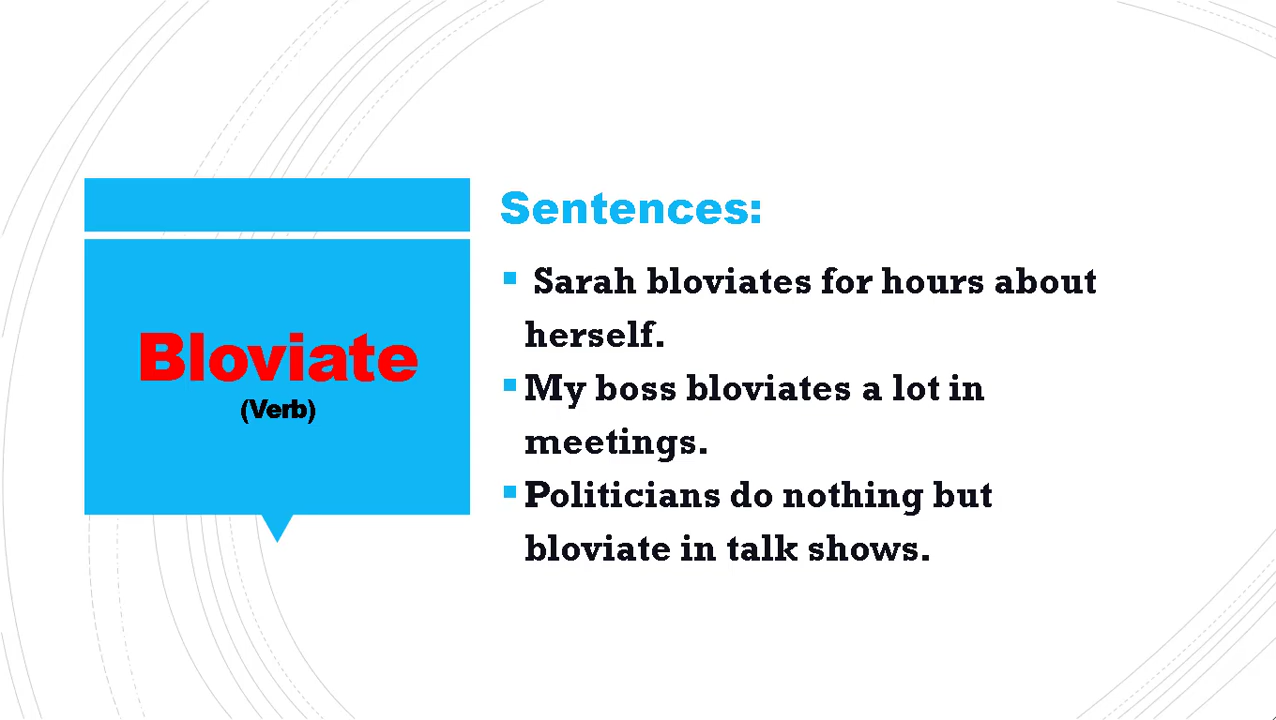 Bloviate
(Verb)
Sentences:
▪ Sarah bloviates for hours about
herself.
▪ My boss bloviates a lot in
meetings.
▪ Politicians do nothing but
bloviate in talk shows.